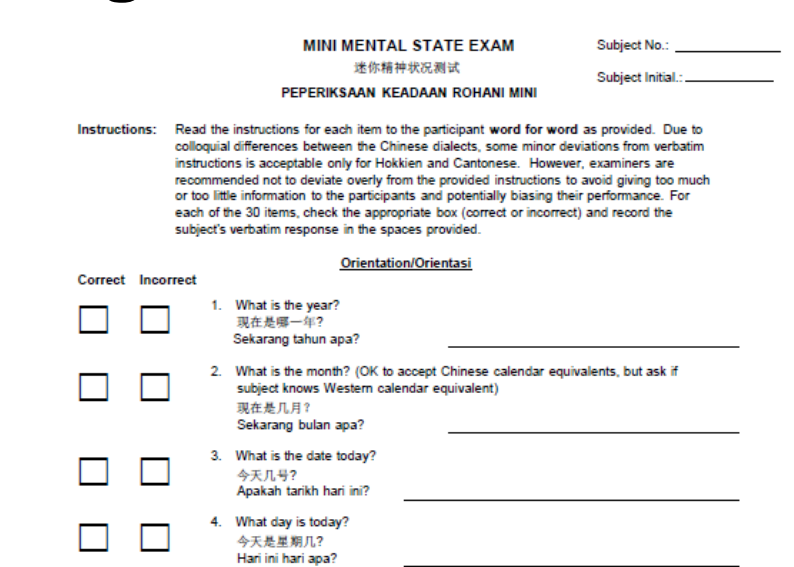 MINI MENTAL STATE EXAM
Subject No.:
迷你精神状况测试
Subject Initial.:
PEPERIKSAAN KEADAAN ROHANI MINI
Instructions: Read the instructions for each item to the participant word for word as provided. Due to
colloquial differences between the Chinese dialects, some minor deviations from verbatim
instructions is acceptable only for Hokkien and Cantonese. However, examiners are
recommended not to deviate overly from the provided instructions to avoid giving too much
or too little information to the participants and potentially biasing their performance. For
each of the 30 items, check the appropriate box (correct or incorrect) and record the
subject's verbatim response in the spaces provided.
Orientation/Orientasi
Correct Incorrect
1. What is the year?
现在是哪一年?
Sekarang tahun apa?
2. What is the month? (OK to accept Chinese calendar equivalents, but ask if
subject knows Western calendar equivalent)
现在是几月?
Sekarang bulan apa?
3. What is the date today?
今天几号?
Apakah tarikh hari ini?
4. What day is today?
今天是星期几?
Hari ini hari apa?